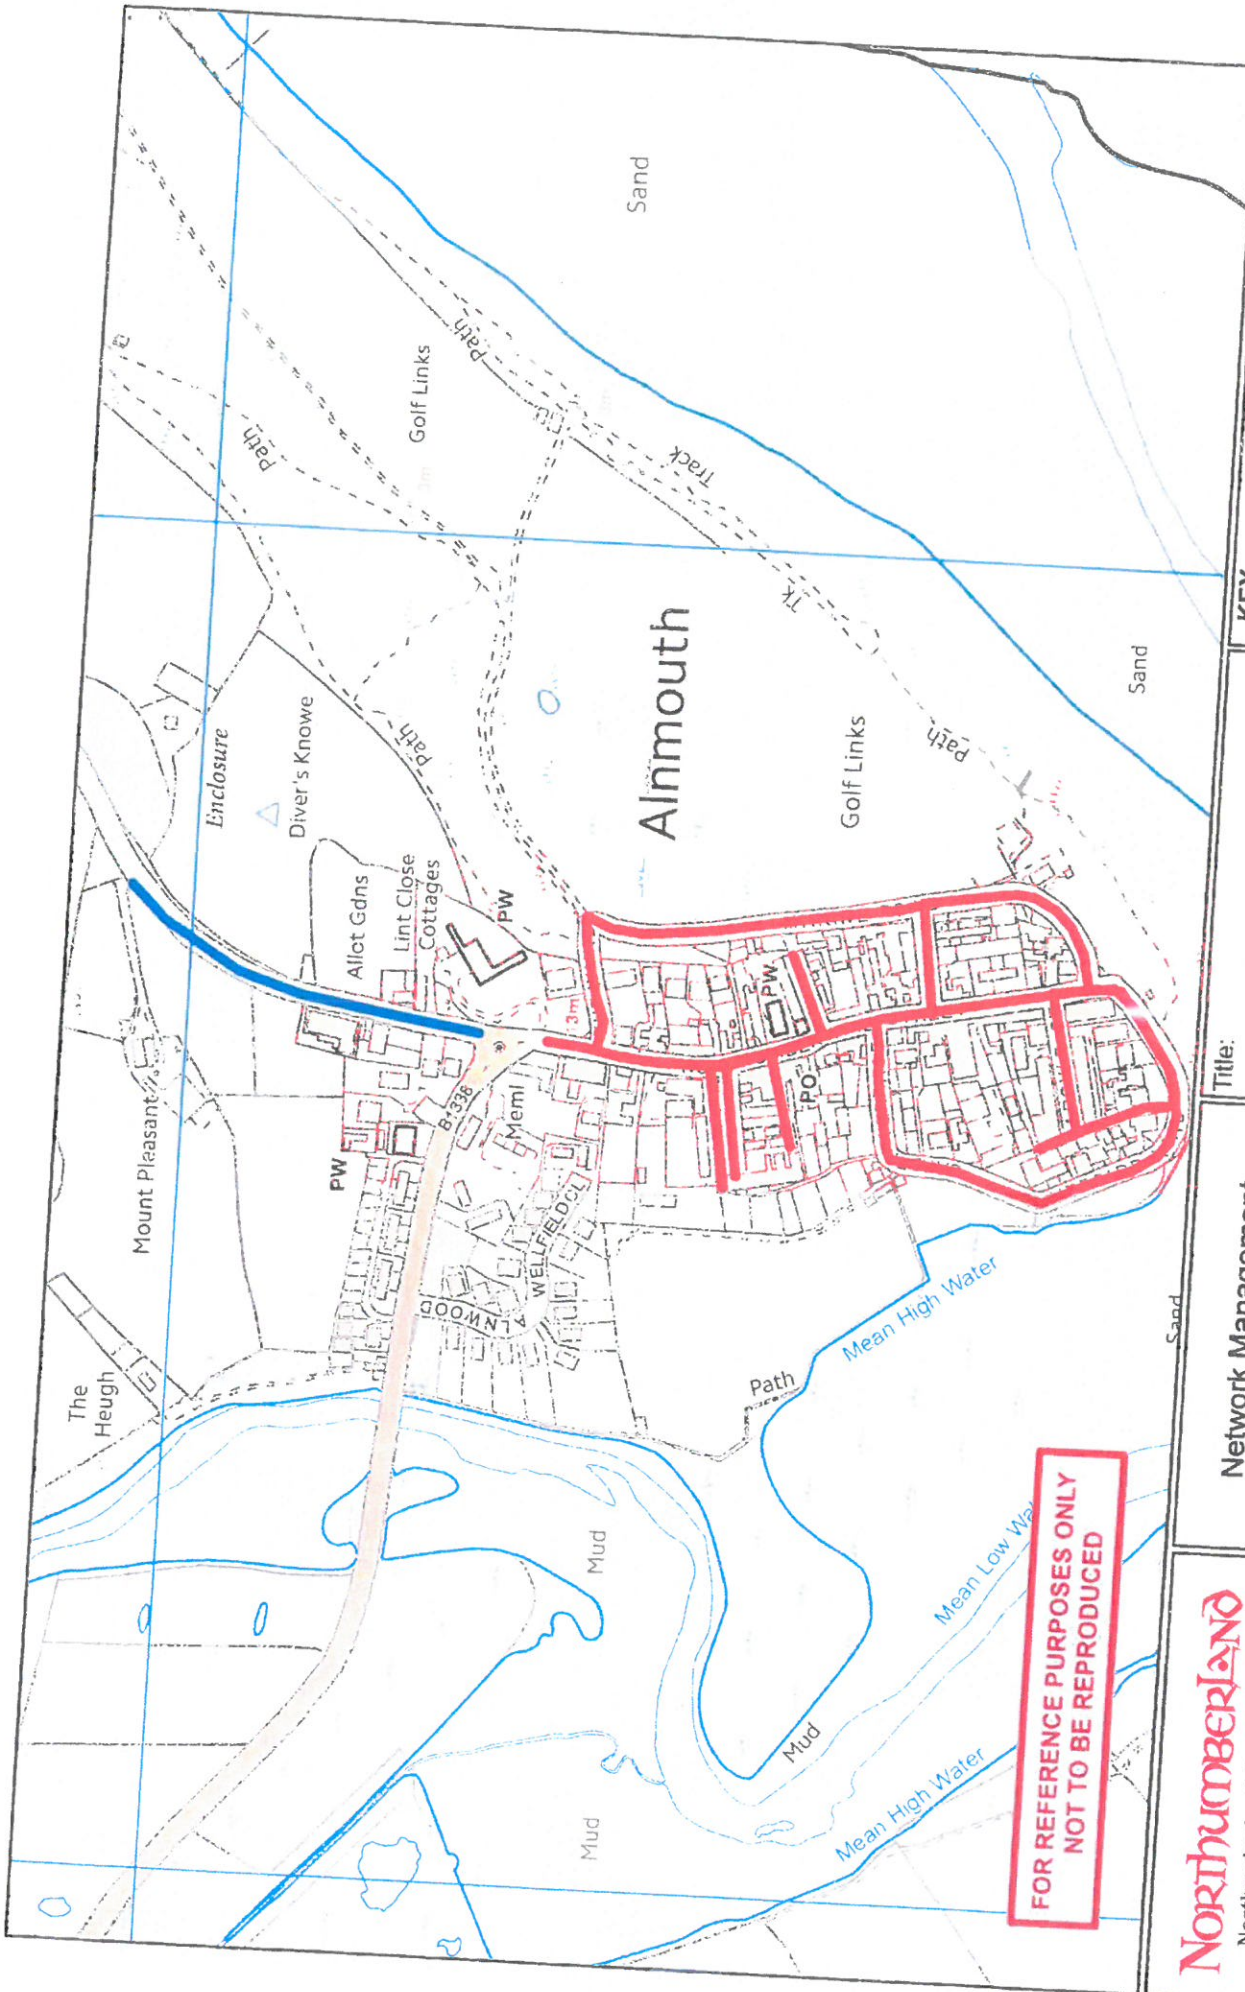 Sand
Path
Golf Links
Path
Track
Tk
Enclosure
Diver's Knowe
Path
Alnmouth
Golf Links
Path
Sand
Allot Gdns
Lint Close
Cottages
PW
Mount Pleasant
PW
B1338
Meml
PW
PO
WELLFIELD CL
ALNWOOD
The
Heugh
Path
Mean High Water
Sand
Mud
Mud
Mud
Mean Low Wa
Mean High Water
FOR REFERENCE PURPOSES ONLY
NOT TO BE REPRODUCED
KEY
Title:
Network Management
NORTHUMBERLAND